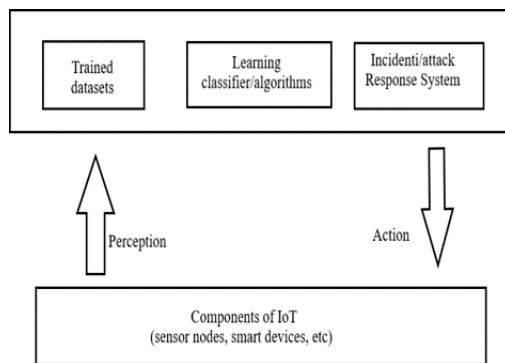 Trained
datasets
Learning
classifier/algorithms
Incidenti/attack
Response System
Perception
Action
Components of IoT
(sensor nodes, smart devices, etc)